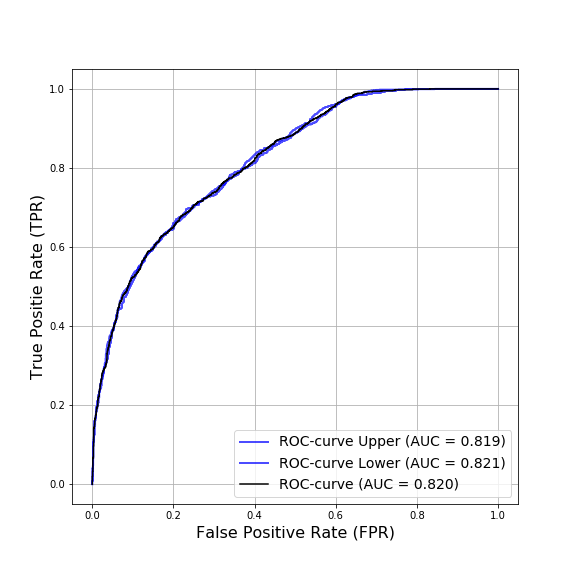 1.0
0.8
0.6
0.4
0.2
0.0
True Positie Rate (TPR)
ROC-curve Upper (AUC = 0.819)
ROC-curve Lower (AUC = 0.821)
ROC-curve (AUC = 0.820)
0.0 0.2 0.4 0.6 0.8 1.0
False Positive Rate (FPR)